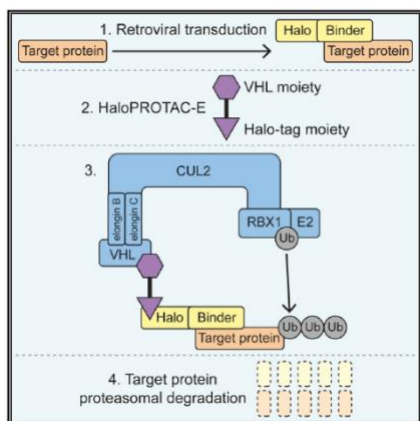 1. Retroviral transduction
Halo Binder
Target protein
Target protein
VHL moiety
2. HaloPROTAC-E
Halo-tag moiety
3.
CUL2
elongin B
elongin C
RBX1 E2
Ub
VHL
Halo Binder
Ub Ub Ub
Target protein
4. Target protein
proteasomal degradation